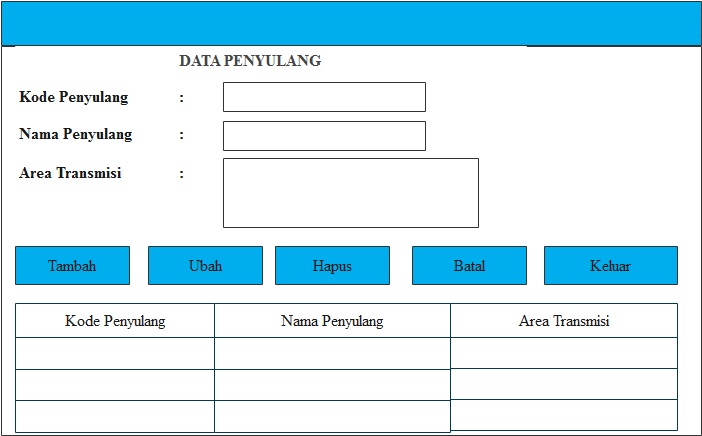 DATA PENYULANG
Kode Penyulang :
Nama Penyulang :
Area Transmisi :
Tambah Ubah Hapus Batal Keluar
Kode Penyulang Nama Penyulang Area Transmisi